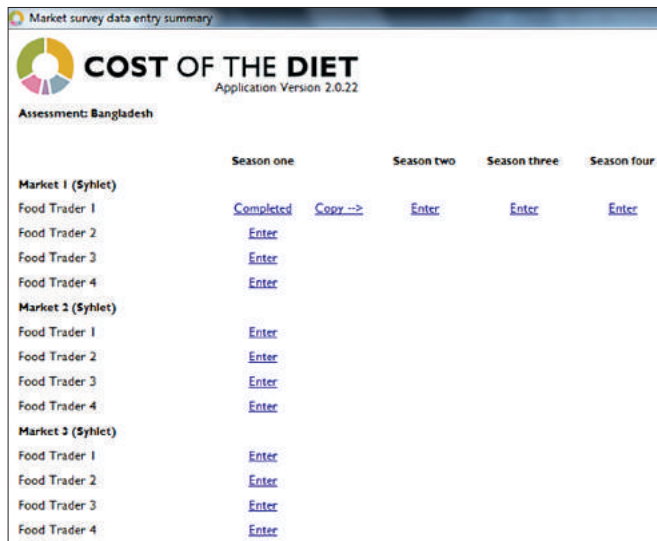 Market survey data entry summary
COST OF THE DIET
Application Version 2.0.22
Assessment: Bangladesh
Season one Season two Season three Season four
Market 1 (Syhlet)
Food Trader 1 Completed Copy --> Enter Enter Enter
Food Trader 2 Enter
Food Trader 3 Enter
Food Trader 4 Enter
Market 2 (Syhlet)
Food Trader 1 Enter
Food Trader 2 Enter
Food Trader 3 Enter
Food Trader 4 Enter
Market 3 (Syhlet)
Food Trader 1 Enter
Food Trader 2 Enter
Food Trader 3 Enter
Food Trader 4 Enter